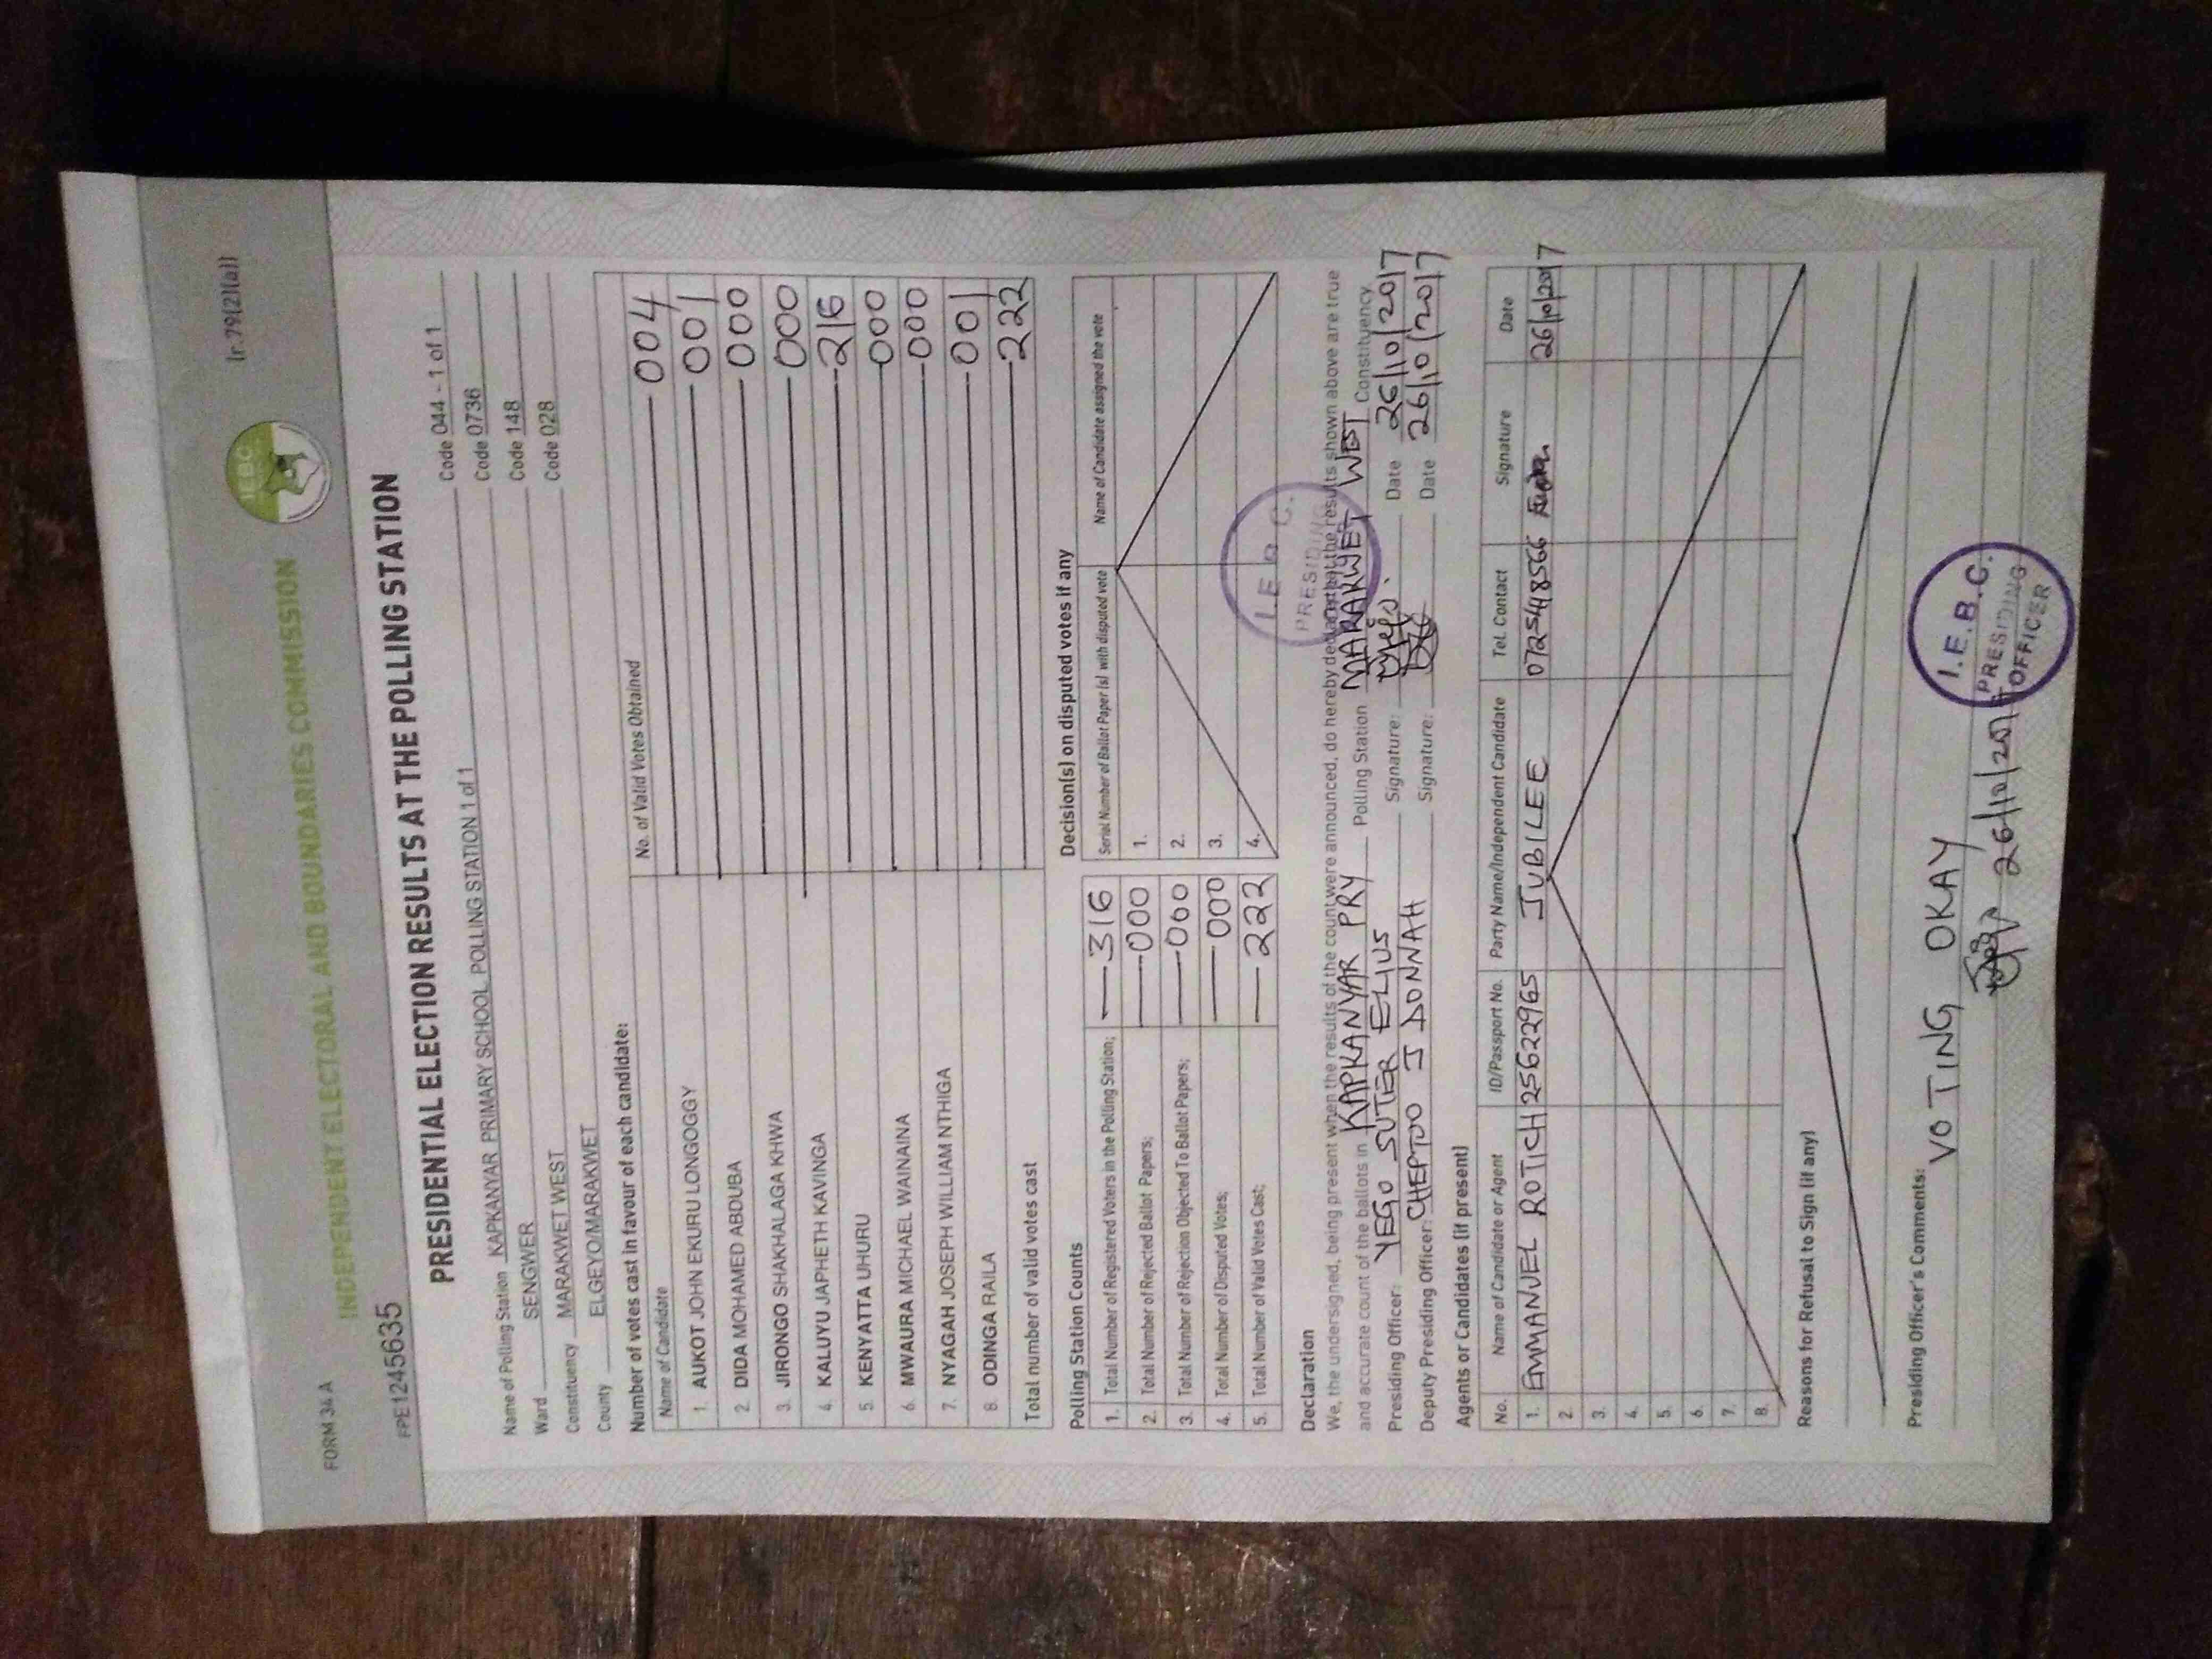 FORM 34 A
[r.79(2)(a)]
IEBC
INDEPENDENT ELECTORAL AND BOUNDARIES COMMISSION
FPE1245635
PRESIDENTIAL ELECTION RESULTS AT THE POLLING STATION
Name of Polling Station KAPKANYAR PRIMARY SCHOOL POLLING STATION 1 of 1 Code 044 - 1 of 1
Ward SENGWER Code 0736
Constituency MARAKWET WEST Code 148
County ELGEYO/MARAKWET Code 028
Number of votes cast in favour of each candidate:
Name of Candidate No. of Valid Votes Obtained
1. AUKOT JOHN EKURU LONGOGGY 004
2. DIDA MOHAMED ABDUBA 001
3. JIRONGO SHAKHALAGA KHWA 000
4. KALUYU JAPHETH KAVINGA 000
5. KENYATTA UHURU 216
6. MWAURA MICHAEL WAINAINA 000
7. NYAGAH JOSEPH WILLIAM NTHIGA 000
8. ODINGA RAILA 001
Total number of valid votes cast 222
Polling Station Counts
1. Total Number of Registered Voters in the Polling Station; 316
2. Total Number of Rejected Ballot Papers; 000
3. Total Number of Rejection Objected To Ballot Papers; 000
4. Total Number of Disputed Votes; 000
5. Total Number of Valid Votes Cast; 222
Decision(s) on disputed votes if any
Serial Number of Ballot Paper (s) with disputed vote Name of Candidate assigned the vote
1.
2.
3.
4.
I.E.B.C.
PRESIDING
Declaration
We, the undersigned, being present when the results of the count were announced, do hereby declare that the results shown above are true
and accurate count of the ballots in KAPKANYAR PRY Polling Station MARAKWET WEST Constituency
Presiding Officer: YEGO SUTER ELIUS Signature: Date 26/10/2017
Deputy Presiding Officer: CHEPTOO J DONNAH Signature: Date 26/10/2017
Agents or Candidates (if present)
No. Name of Candidate or Agent ID/Passport No. Party Name/Independent Candidate Tel. Contact Signature Date
1. EMMANUEL ROTICH 25622965 JUBILEE 0725448566 26/10/2017
2.
3.
4.
5.
6.
7.
8.
Reasons for Refusal to Sign (if any)
Presiding Officer's Comments:
VOTING OKAY
26/10/2017
I.E.B.C.
PRESIDING
OFFICER